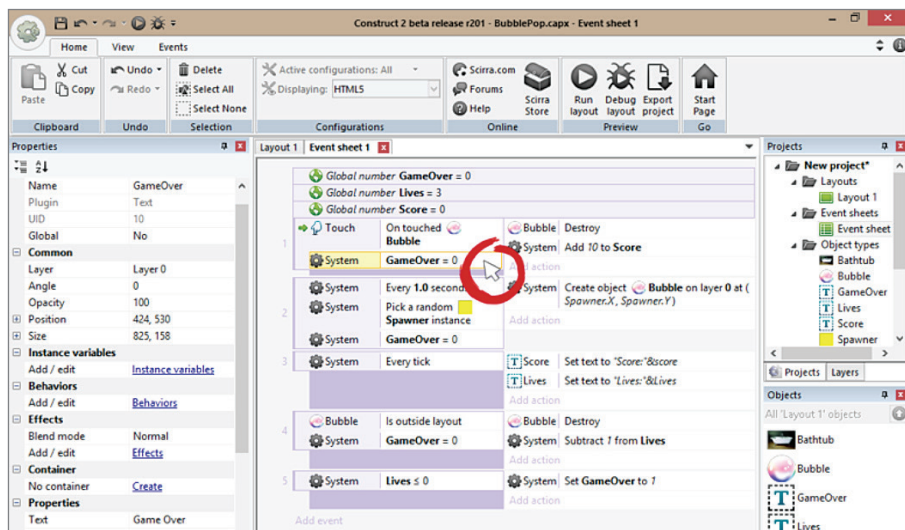 Construct 2 beta release r201 - BubblePop.capx - Event sheet 1
Home View Events
Paste
Cut
Copy
Clipboard
Undo
Redo
Undo
Delete
Select All
Select None
Selection
Active configurations: All
Displaying: HTML5
Configurations
Scirra.com
Forums
Help
Scirra Store
Online
Run layout
Debug layout
Export project
Preview
Start Page
Go
Properties
Name GameOver
Plugin Text
UID 10
Global No
Common
Layer Layer 0
Angle 0
Opacity 100
Position 424, 530
Size 825, 158
Instance variables
Add / edit Instance variables
Behaviors
Add / edit Behaviors
Effects
Blend mode Normal
Add / edit Effects
Container
No container Create
Properties
Text Game Over
Layout 1 Event sheet 1
Global number GameOver = 0
Global number Lives = 3
Global number Score = 0
1
Touch On touched Bubble
System GameOver = 0
Bubble Destroy
System Add 10 to Score
Add action
2
System Every 1.0 second
System Pick a random Spawner instance
System GameOver = 0
System Create object Bubble on layer 0 at (
Spawner.X, Spawner.Y)
Add action
3
System Every tick
Score Set text to "Score:"&score
Lives Set text to "Lives:"&Lives
Add action
4
Bubble Is outside layout
System GameOver = 0
Bubble Destroy
System Subtract 1 from Lives
Add action
5
System Lives ≤ 0
System Set GameOver to 1
Add action
Add event
Projects
New project*
Layouts
Layout 1
Event sheets
Event sheet
Object types
Bathtub
Bubble
GameOver
Lives
Score
Spawner
Projects Layers
Objects
All 'Layout 1' objects
Bathtub
Bubble
GameOver
Lives